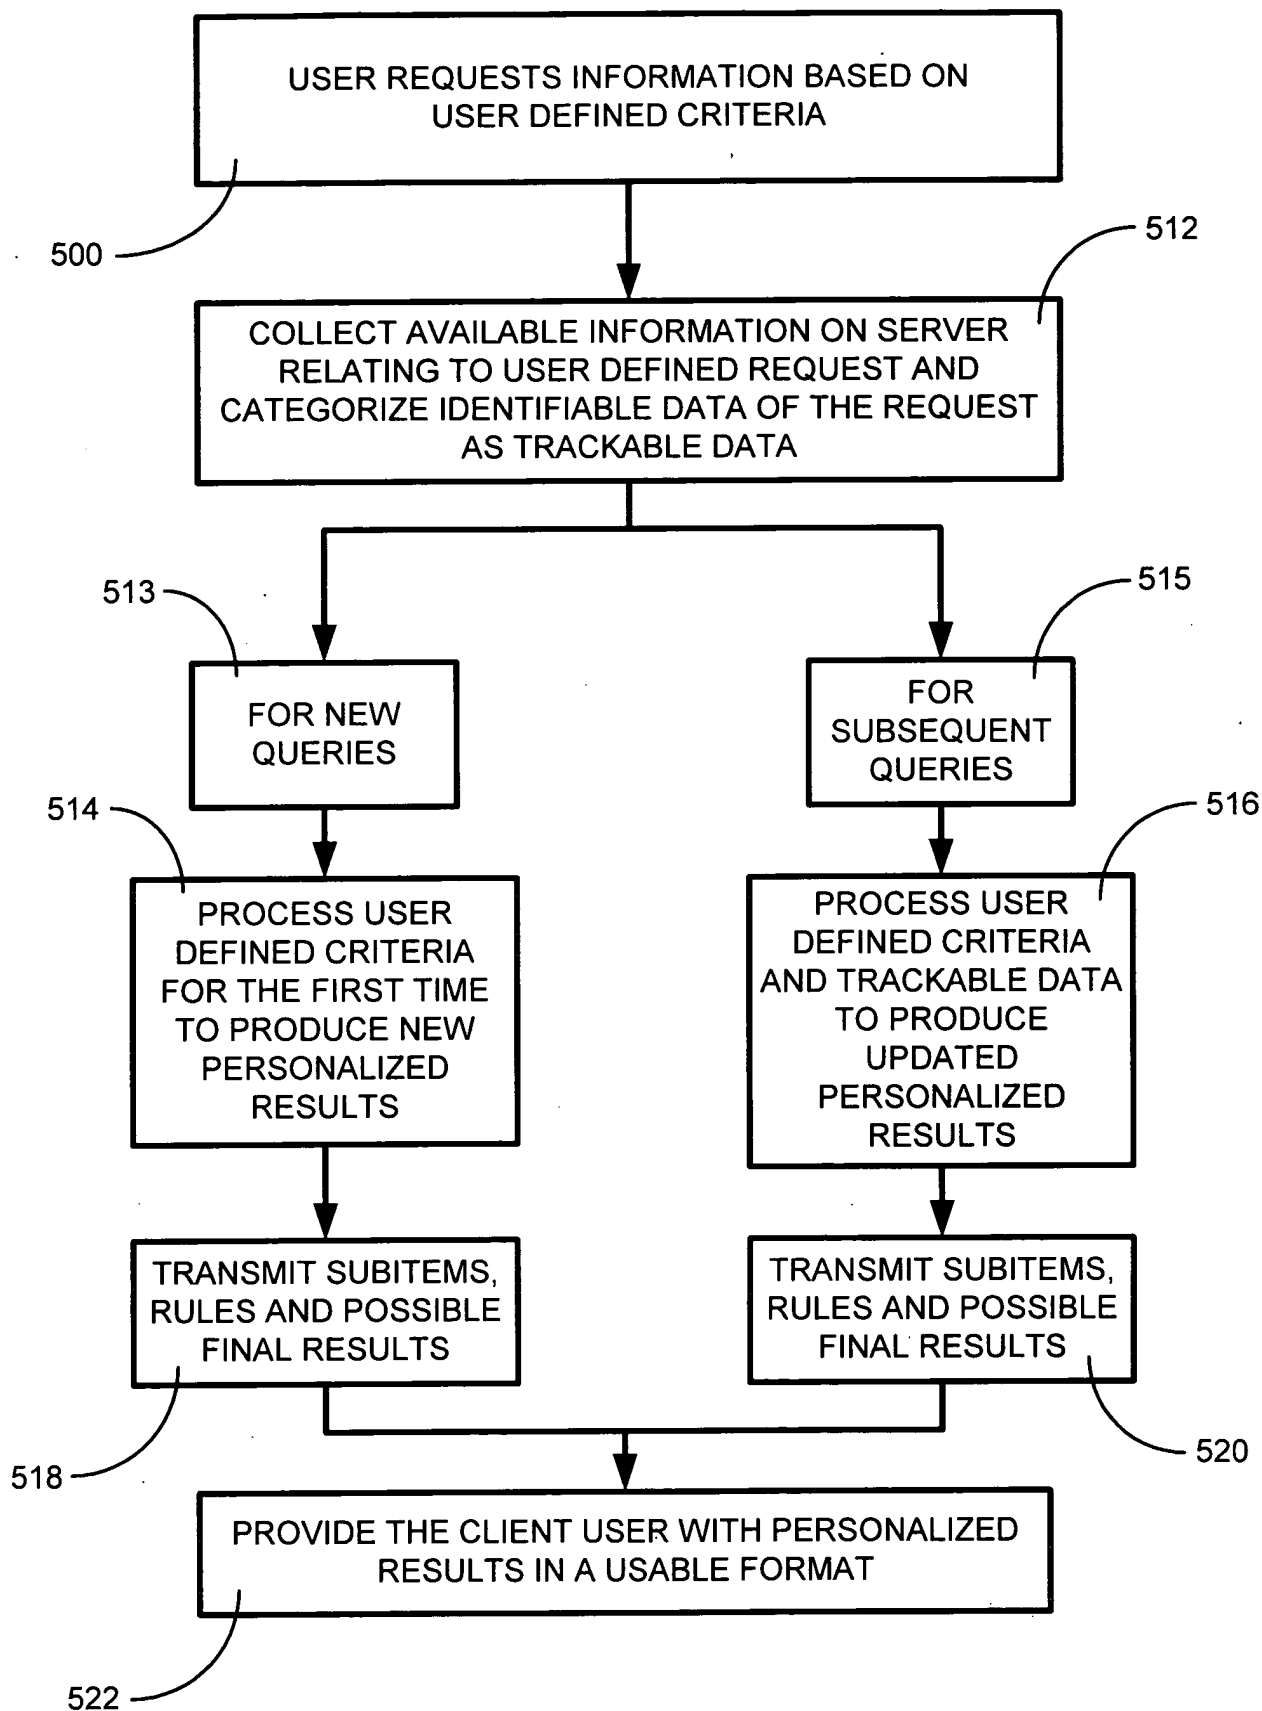 USER REQUESTS INFORMATION BASED ON
USER DEFINED CRITERIA
500
512
COLLECT AVAILABLE INFORMATION ON SERVER
RELATING TO USER DEFINED REQUEST AND
CATEGORIZE IDENTIFIABLE DATA OF THE REQUEST
AS TRACKABLE DATA
513
515
FOR NEW
QUERIES
FOR
SUBSEQUENT
QUERIES
514
516
PROCESS USER
DEFINED CRITERIA
FOR THE FIRST TIME
TO PRODUCE NEW
PERSONALIZED
RESULTS
PROCESS USER
DEFINED CRITERIA
AND TRACKABLE DATA
TO PRODUCE
UPDATED
PERSONALIZED
RESULTS
TRANSMIT SUBITEMS,
RULES AND POSSIBLE
FINAL RESULTS
TRANSMIT SUBITEMS,
RULES AND POSSIBLE
FINAL RESULTS
518
520
PROVIDE THE CLIENT USER WITH PERSONALIZED
RESULTS IN A USABLE FORMAT
522